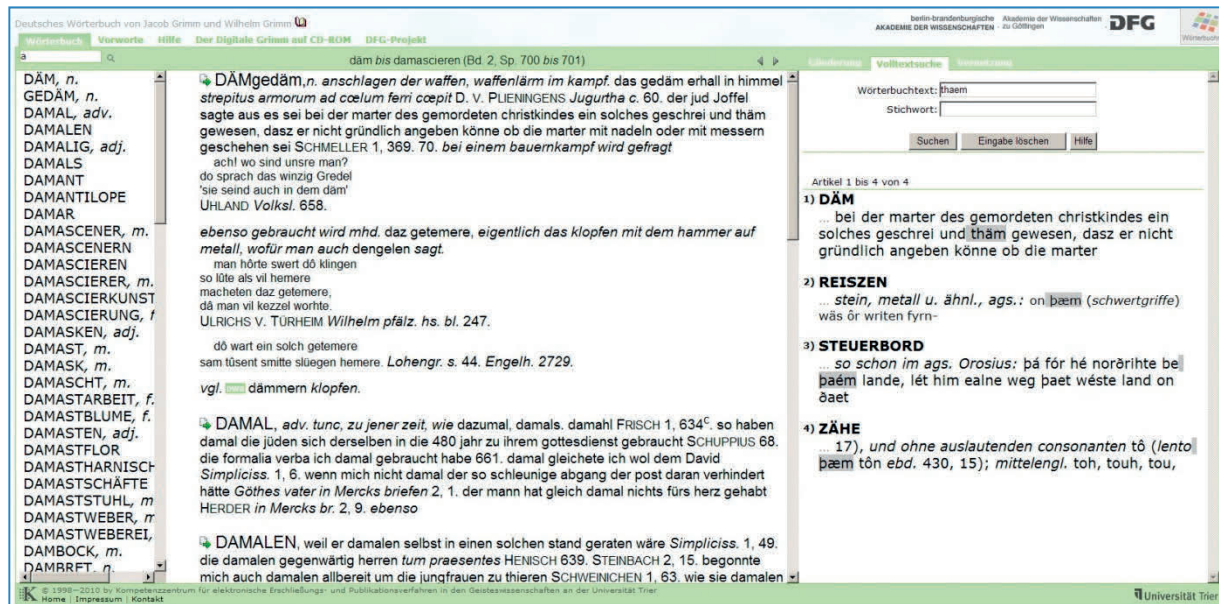 Deutsches Wörterbuch von Jacob Grimm und Wilhelm Grimm
berlin-brandenburgische
AKADEMIE DER WISSENSCHAFTEN
Akademie der Wissenschaften
zu Göttingen
DFG
Wörterbuch
Wörterbuch Vorworte Hilfe Der Digitale Grimm auf CD-ROM DFG-Projekt
a
däm bis damascieren (Bd. 2, Sp. 700 bis 701)
Gliederung Volltextsuche Vernetzung
DÄM, n.
GEDÄM, n.
DAMAL, adv.
DAMALEN
DAMALIG, adj.
DAMALS
DAMANT
DAMANTILOPE
DAMAR
DAMASCENER, m.
DAMASCENERN
DAMASCIEREN
DAMASCIERER, m.
DAMASCIERKUNST
DAMASCIERUNG, f
DAMASKEN, adj.
DAMAST, m.
DAMASK, m.
DAMASCHT, m.
DAMASTARBEIT, f.
DAMASTBLUME, f.
DAMASTEN, adj.
DAMASTFLOR
DAMASTHARNISCH
DAMASTSCHÄFTE
DAMASTSTUHL, m
DAMASTWEBER, m
DAMASTWEBEREI,
DAMBOCK, m.
DAMBRET, n.
DÄMgedäm,n. anschlagen der waffen, waffenlärm im kampf. das gedäm erhall in himmel
strepitus armorum ad cœlum ferri cœpit D. V. PLIENINGENS Jugurtha c. 60. der jud Joffel
sagte aus es sei bei der marter des gemordeten christkindes ein solches geschrei und thäm
gewesen, dasz er nicht gründlich angeben könne ob die marter mit nadeln oder mit messern
geschehen sei SCHMELLER 1, 369. 70. bei einem bauernkampf wird gefragt
ach! wo sind unsre man?
do sprach das winzig Gredel
'sie seind auch in dem däm'
UHLAND Volksl. 658.
ebenso gebraucht wird mhd. daz getemere, eigentlich das klopfen mit dem hammer auf
metall, wofür man auch dengelen sagt.
man hôrte swert dô klingen
so lûte als vil hemere
macheten daz getemere,
dâ man vil kezzel worhte.
ULRICHS V. TÜRHEIM Wilhelm pfälz. hs. bl. 247.
dô wart ein solch getemere
sam tûsent smitte slüegen hemere. Lohengr. s. 44. Engelh. 2729.
vgl. dämmern klopfen.
DAMAL, adv. tunc, zu jener zeit, wie dazumal, damals. damahl FRISCH 1, 634c. so haben
damal die jüden sich derselben in die 480 jahr zu ihrem gottesdienst gebraucht SCHUPPIUS 68.
die formalia verba ich damal gebraucht habe 661. damal gleichete ich wol dem David
Simpliciss. 1, 6. wenn mich nicht damal der so schleunige abgang der post daran verhindert
hätte Göthes vater in Mercks briefen 2, 1. der mann hat gleich damal nichts fürs herz gehabt
HERDER in Mercks br. 2, 9. ebenso
DAMALEN, weil er damalen selbst in einen solchen stand geraten wäre Simpliciss. 1, 49.
die damalen gegenwärtig herren tum praesentes HENISCH 639. STEINBACH 2, 15. begonnte
mich auch damalen allbereit um die jungfrauen zu thieren SCHWEINICHEN 1, 63. wie sie damalen
Wörterbuchtext: thaem
Stichwort:
Suchen Eingabe löschen Hilfe
Artikel 1 bis 4 von 4
1) DÄM
... bei der marter des gemordeten christkindes ein
solches geschrei und thäm gewesen, dasz er nicht
gründlich angeben könne ob die marter
2) REISZEN
... stein, metall u. ähnl., ags.: on þæm (schwertgriffe)
wäs ôr writen fyrn-
3) STEUERBORD
... so schon im ags. Orosius: þá fór hé norðrihte be
þaém lande, lét him ealne weg þaet wéste land on
ðaet
4) ZÄHE
... 17), und ohne auslautenden consonanten tô (lento
þæm tôn ebd. 430, 15); mittelengl. toh, touh, tou,
© 1998—2010 by Kompetenzzentrum für elektronische Erschließungs- und Publikationsverfahren in den Geisteswissenschaften an der Universität Trier
Home | Impressum | Kontakt
Universität Trier